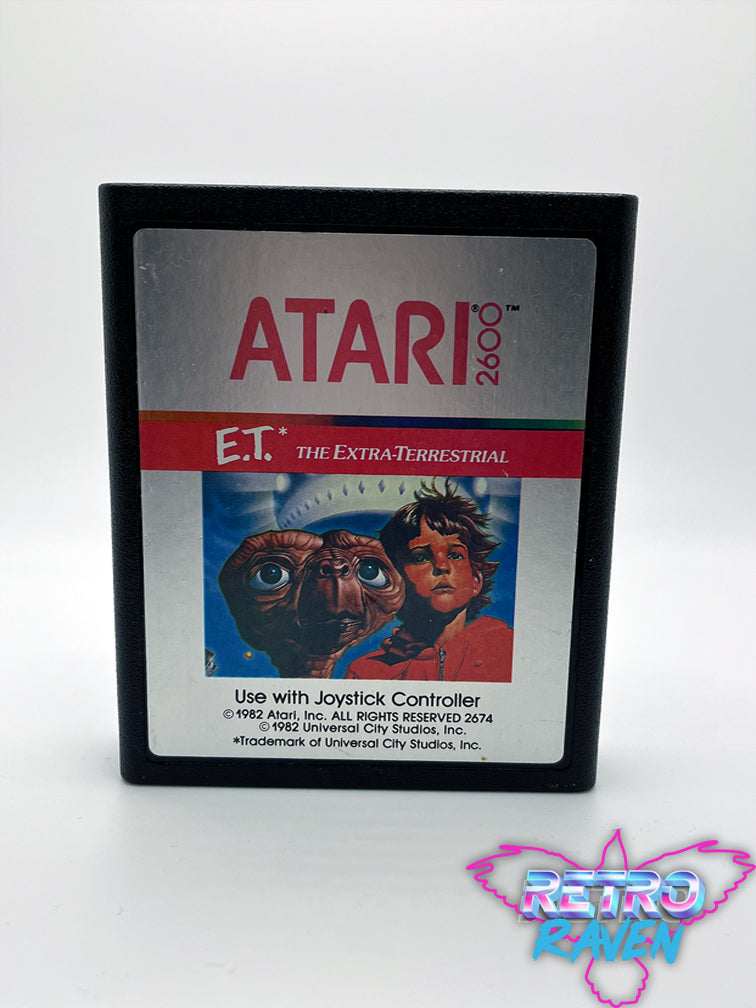 ATARI® 2600™
E.T.* THE EXTRA-TERRESTRIAL
Use with Joystick Controller
©1982 Atari, Inc. ALL RIGHTS RESERVED 2674
©1982 Universal City Studios, Inc.
*Trademark of Universal City Studios, Inc.
RETRO
RAVEN